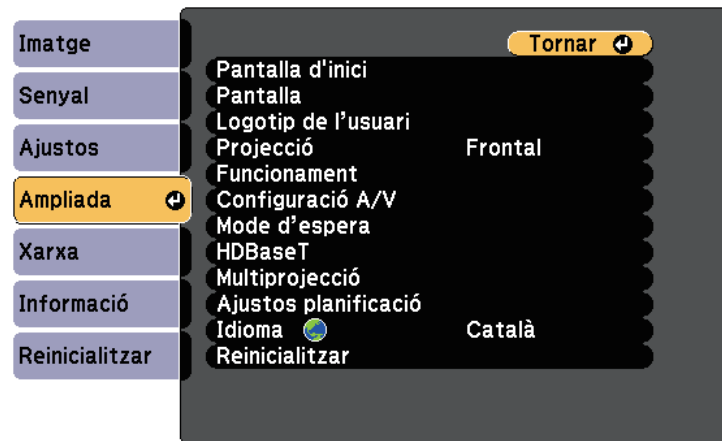 Imatge
Senyal
Ajustos
Ampliada
Xarxa
Informació
Reinicialitzar
Tornar
Pantalla d'inici
Pantalla
Logotip de l’usuari
Projecció Frontal
Funcionament
Configuració A/V
Mode d’espera
HDBaseT
Multiprojecció
Ajustos planificació
Idioma Català
Reinicialitzar